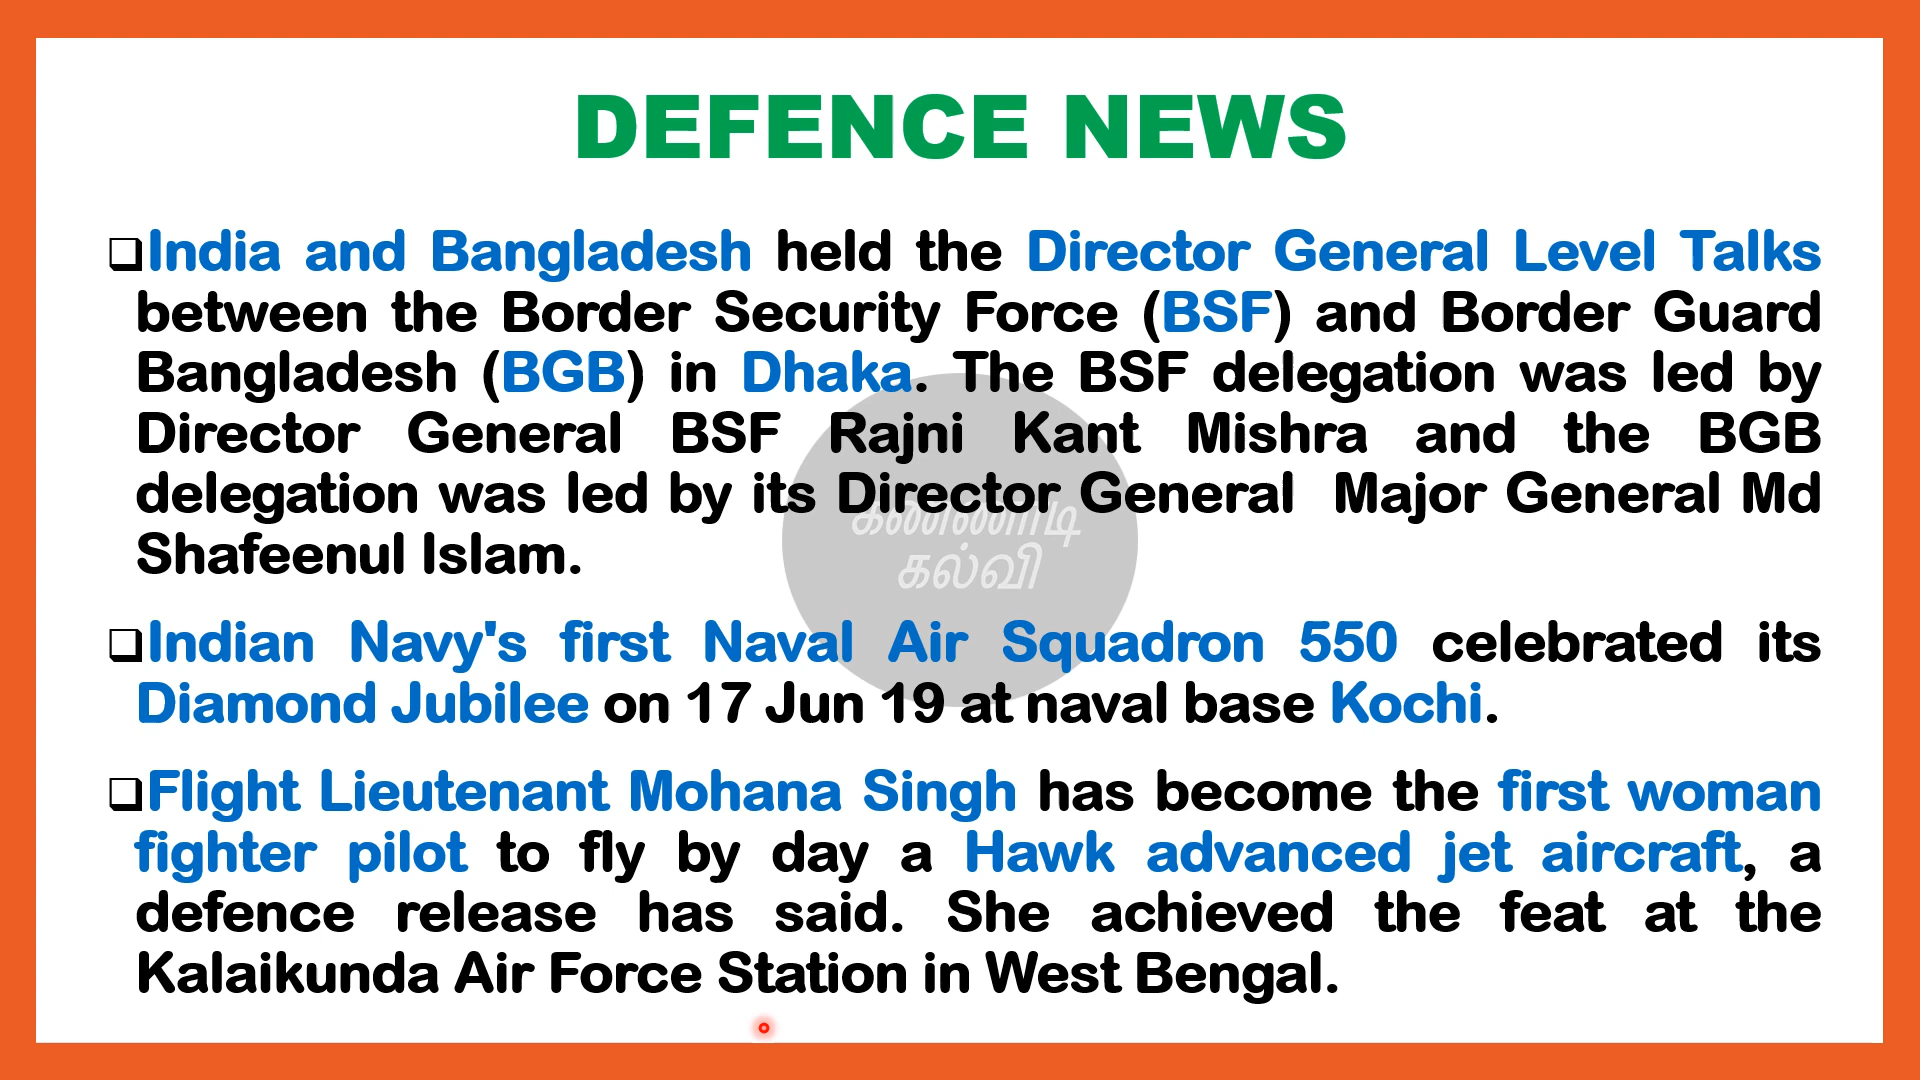 DEFENCE NEWS
❑India and Bangladesh held the Director General Level Talks
between the Border Security Force (BSF) and Border Guard
Bangladesh (BGB) in Dhaka. The BSF delegation was led by
Director General BSF Rajni Kant Mishra and the BGB
delegation was led by its Director General Major General Md
Shafeenul Islam.
கண்ணாடி
கல்வி
❑Indian Navy's first Naval Air Squadron 550 celebrated its
Diamond Jubilee on 17 Jun 19 at naval base Kochi.
❑Flight Lieutenant Mohana Singh has become the first woman
fighter pilot to fly by day a Hawk advanced jet aircraft, a
defence release has said. She achieved the feat at the
Kalaikunda Air Force Station in West Bengal.